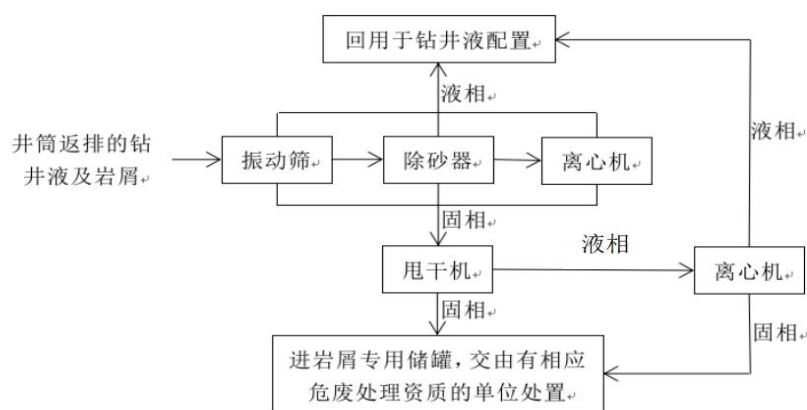 回用于钻井液配置
液相
液相
井筒返排的钻
井液及岩屑
振动筛
除砂器
离心机
固相
液相
甩干机
离心机
固相
固相
进岩屑专用储罐，交由有相应
危废处理资质的单位处置